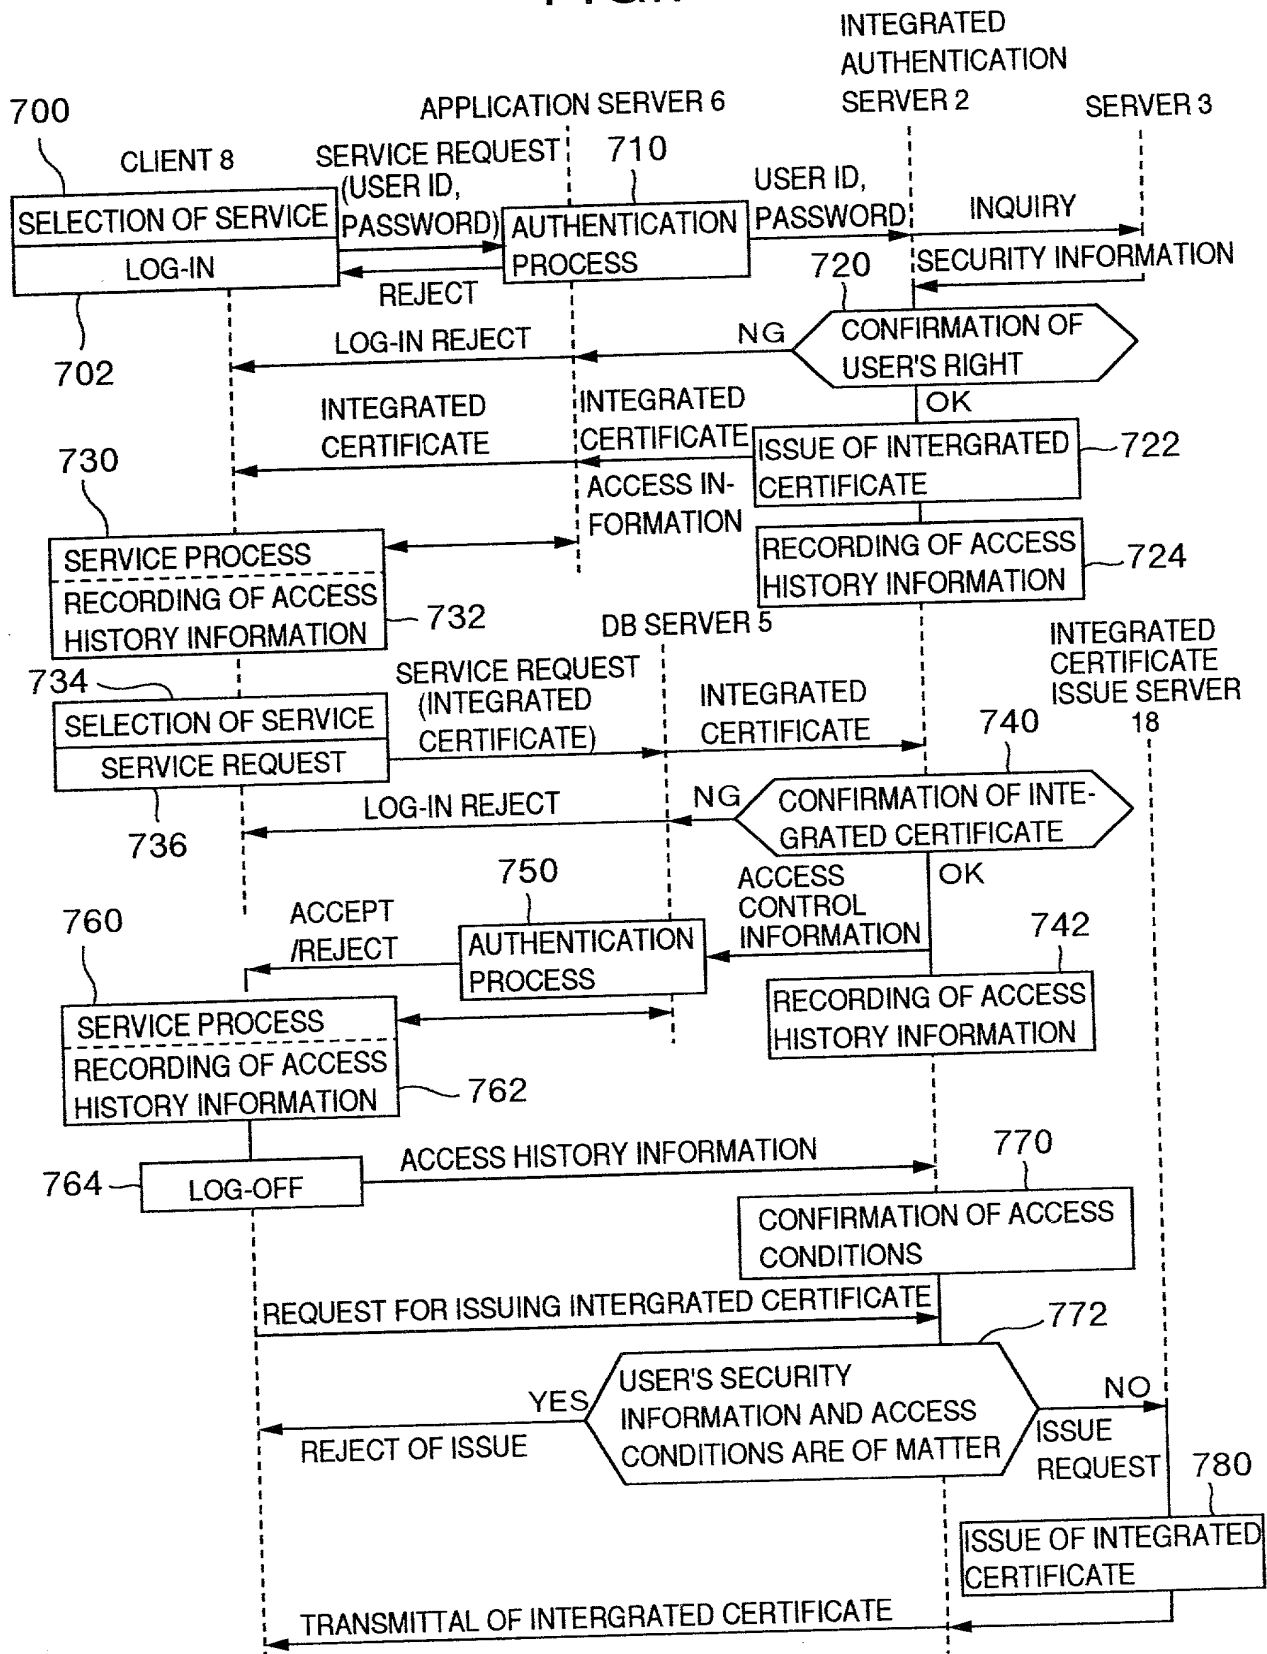 INTEGRATED
AUTHENTICATION
SERVER 2
APPLICATION SERVER 6
SERVER 3
700
CLIENT 8
SERVICE REQUEST
(USER ID,
PASSWORD)
710
USER ID,
PASSWORD
INQUIRY
SELECTION OF SERVICE
LOG-IN
AUTHENTICATION
PROCESS
REJECT
720
SECURITY INFORMATION
702
LOG-IN REJECT
NG
CONFIRMATION OF
USER'S RIGHT
OK
INTEGRATED
CERTIFICATE
INTEGRATED
CERTIFICATE
ISSUE OF INTERGRATED
CERTIFICATE
722
730
ACCESS IN-
FORMATION
SERVICE PROCESS
RECORDING OF ACCESS
HISTORY INFORMATION
732
RECORDING OF ACCESS
HISTORY INFORMATION
724
DB SERVER 5
INTEGRATED
CERTIFICATE
ISSUE SERVER
18
734
SERVICE REQUEST
(INTEGRATED
CERTIFICATE)
INTEGRATED
CERTIFICATE
SELECTION OF SERVICE
SERVICE REQUEST
736
740
LOG-IN REJECT
NG
CONFIRMATION OF INTE-
GRATED CERTIFICATE
OK
750
ACCESS
CONTROL
INFORMATION
760
ACCEPT
/REJECT
AUTHENTICATION
PROCESS
742
RECORDING OF ACCESS
HISTORY INFORMATION
SERVICE PROCESS
RECORDING OF ACCESS
HISTORY INFORMATION
762
764
LOG-OFF
ACCESS HISTORY INFORMATION
770
CONFIRMATION OF ACCESS
CONDITIONS
REQUEST FOR ISSUING INTERGRATED CERTIFICATE
772
USER'S SECURITY
INFORMATION AND ACCESS
CONDITIONS ARE OF MATTER
YES
REJECT OF ISSUE
NO
ISSUE
REQUEST
780
ISSUE OF INTEGRATED
CERTIFICATE
TRANSMITTAL OF INTERGRATED CERTIFICATE